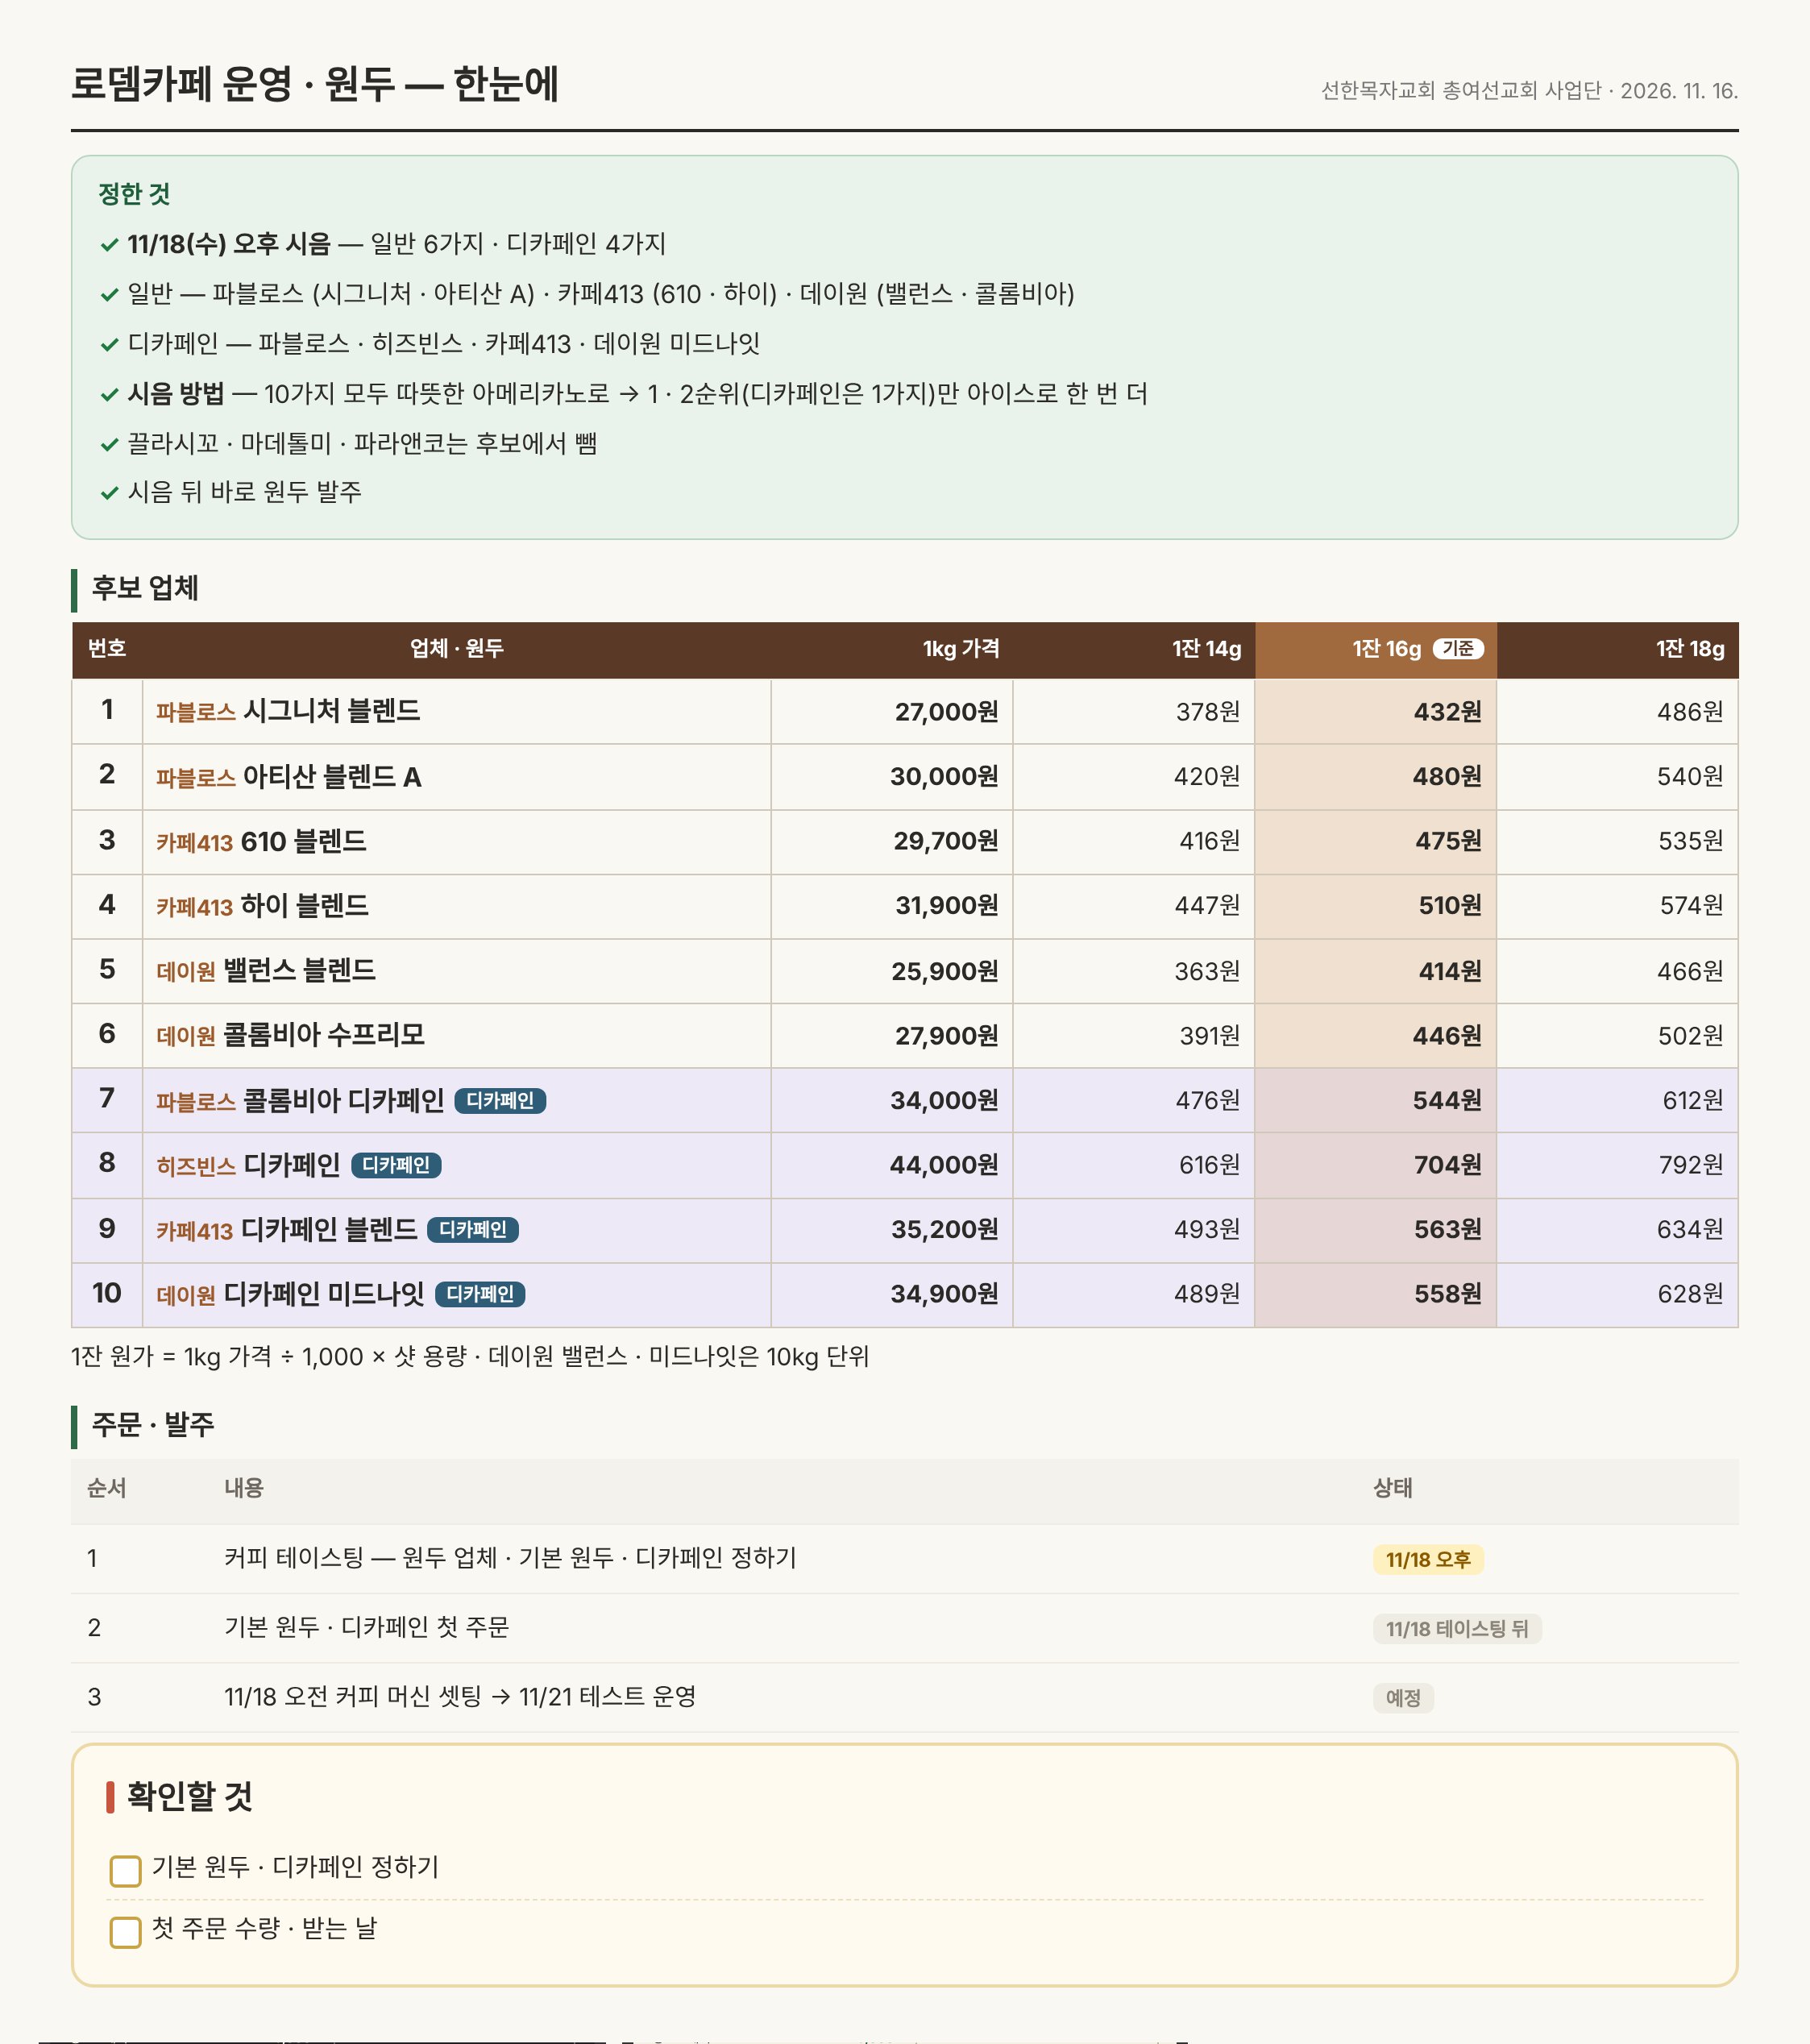 로뎀카페 운영 · 원두 — 한눈에
선한목자교회 총여선교회 사업단 · 2026. 11. 16.
정한 것
✓ 11/18(수) 오후 시음 — 일반 6가지 · 디카페인 4가지
✓ 일반 — 파블로스 (시그니처 · 아티산 A) · 카페413 (610 · 하이) · 데이원 (밸런스 · 콜롬비아)
✓ 디카페인 — 파블로스 · 히즈빈스 · 카페413 · 데이원 미드나잇
✓ 시음 방법 — 10가지 모두 따뜻한 아메리카노로 → 1 · 2순위(디카페인은 1가지)만 아이스로 한 번 더
✓ 끌라시꼬 · 마데톨미 · 파라앤코는 후보에서 뺌
✓ 시음 뒤 바로 원두 발주
후보 업체
번호 업체 · 원두 1kg 가격 1잔 14g 1잔 16g 기준 1잔 18g
1 파블로스 시그니처 블렌드 27,000원 378원 432원 486원
2 파블로스 아티산 블렌드 A 30,000원 420원 480원 540원
3 카페413 610 블렌드 29,700원 416원 475원 535원
4 카페413 하이 블렌드 31,900원 447원 510원 574원
5 데이원 밸런스 블렌드 25,900원 363원 414원 466원
6 데이원 콜롬비아 수프리모 27,900원 391원 446원 502원
7 파블로스 콜롬비아 디카페인 디카페인 34,000원 476원 544원 612원
8 히즈빈스 디카페인 디카페인 44,000원 616원 704원 792원
9 카페413 디카페인 블렌드 디카페인 35,200원 493원 563원 634원
10 데이원 디카페인 미드나잇 디카페인 34,900원 489원 558원 628원
1잔 원가 = 1kg 가격 ÷ 1,000 × 샷 용량 · 데이원 밸런스 · 미드나잇은 10kg 단위
주문 · 발주
순서 내용 상태
1 커피 테이스팅 — 원두 업체 · 기본 원두 · 디카페인 정하기 11/18 오후
2 기본 원두 · 디카페인 첫 주문 11/18 테이스팅 뒤
3 11/18 오전 커피 머신 셋팅 → 11/21 테스트 운영 예정
확인할 것
기본 원두 · 디카페인 정하기
첫 주문 수량 · 받는 날